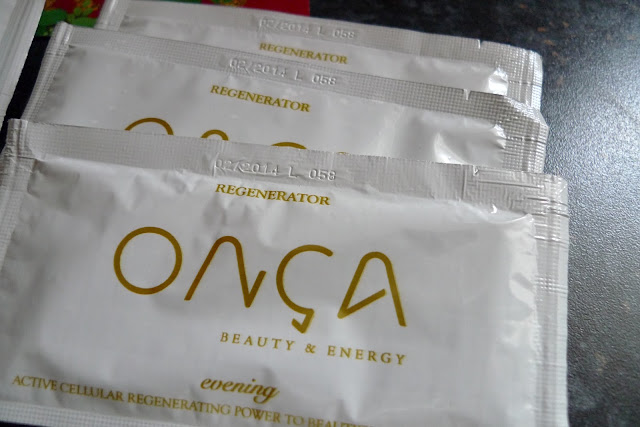 02/2014 L 058
REGENERATOR
02/2014 L 058
REGENERATOR
02/2014 L 058
REGENERATOR
ONÇA
BEAUTY & ENERGY
evening
ACTIVE CELLULAR REGENERATING POWER TO